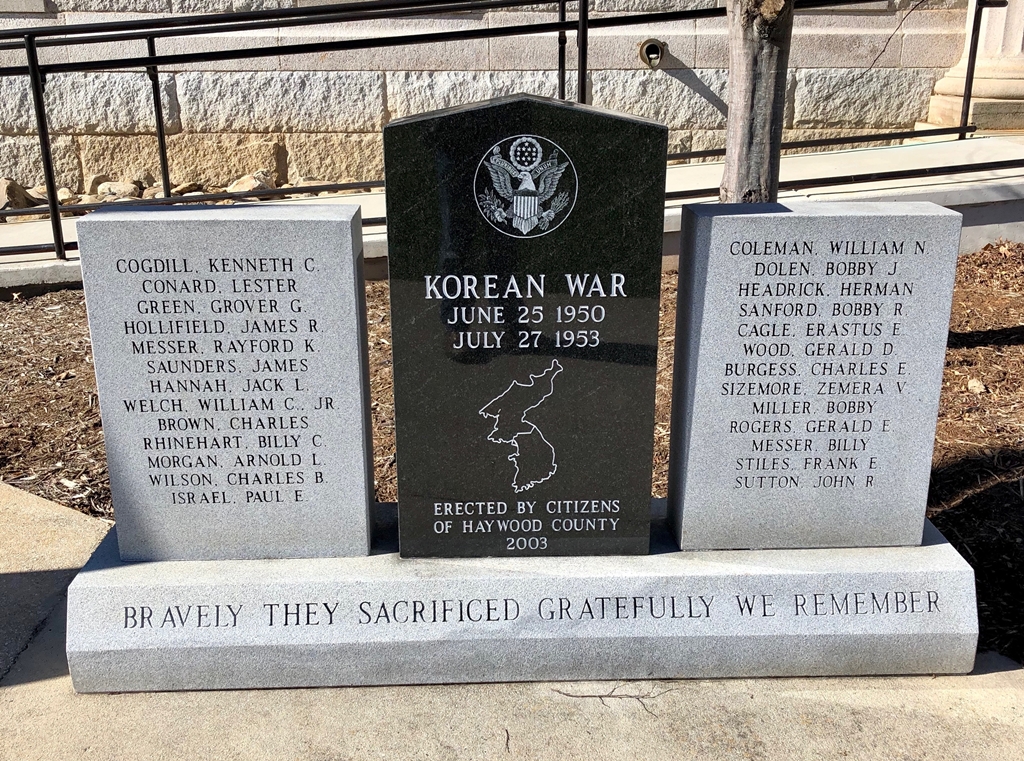 COGDILL, KENNETH C.
CONARD, LESTER
GREEN, GROVER G.
HOLLIFIELD, JAMES R.
MESSER, RAYFORD K.
SAUNDERS, JAMES
HANNAH, JACK L.
WELCH, WILLIAM C., JR.
BROWN, CHARLES
RHINEHART, BILLY C.
MORGAN, ARNOLD L.
WILSON, CHARLES B.
ISRAEL, PAUL E.
KOREAN WAR
JUNE 25 1950
JULY 27 1953
ERECTED BY CITIZENS
OF HAYWOOD COUNTY
2003
COLEMAN, WILLIAM N.
DOLEN, BOBBY J.
HEADRICK, HERMAN
SANFORD, BOBBY R.
CAGLE, ERASTUS E.
WOOD, GERALD D.
BURGESS, CHARLES E.
SIZEMORE, ZEMERA V.
MILLER, BOBBY
ROGERS, GERALD E.
MESSER, BILLY
STILES, FRANK E.
SUTTON, JOHN R.
BRAVELY THEY SACRIFICED GRATEFULLY WE REMEMBER